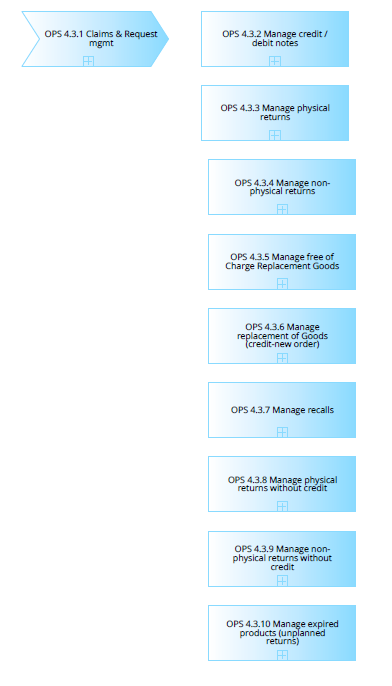 OPS 4.3.1 Claims & Request
mgmt
OPS 4.3.2 Manage credit /
debit notes
OPS 4.3.3 Manage physical
returns
OPS 4.3.4 Manage non-
physical returns
OPS 4.3.5 Manage free of
Charge Replacement Goods
OPS 4.3.6 Manage
replacement of Goods
(credit-new order)
OPS 4.3.7 Manage recalls
OPS 4.3.8 Manage physical
returns without credit
OPS 4.3.9 Manage non-
physical returns without
credit
OPS 4.3.10 Manage expired
products (unplanned
returns)